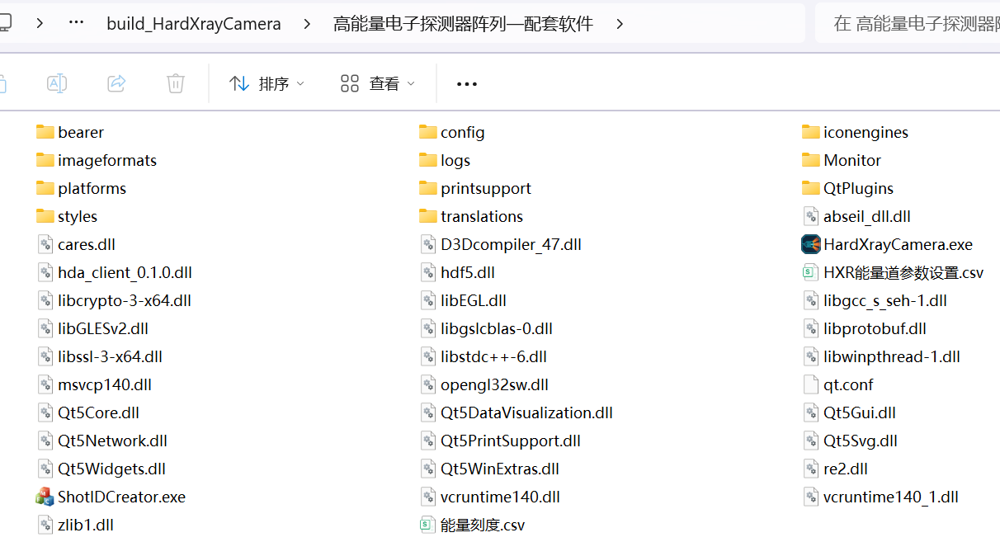 build_HardXrayCamera > 高能量电子探测器阵列—配套软件 >
在 高能量电子探测器
排序 查看
bearer config iconengines
imageformats logs Monitor
platforms printsupport QtPlugins
styles translations abseil_dll.dll
cares.dll D3Dcompiler_47.dll HardXrayCamera.exe
hda_client_0.1.0.dll hdf5.dll HXR能量道参数设置.csv
libcrypto-3-x64.dll libEGL.dll libgcc_s_seh-1.dll
libGLESv2.dll libgslcblas-0.dll libprotobuf.dll
libssl-3-x64.dll libstdc++-6.dll libwinpthread-1.dll
msvcp140.dll opengl32sw.dll qt.conf
Qt5Core.dll Qt5DataVisualization.dll Qt5Gui.dll
Qt5Network.dll Qt5PrintSupport.dll Qt5Svg.dll
Qt5Widgets.dll Qt5WinExtras.dll re2.dll
ShotIDCreator.exe vcruntime140.dll vcruntime140_1.dll
zlib1.dll 能量刻度.csv